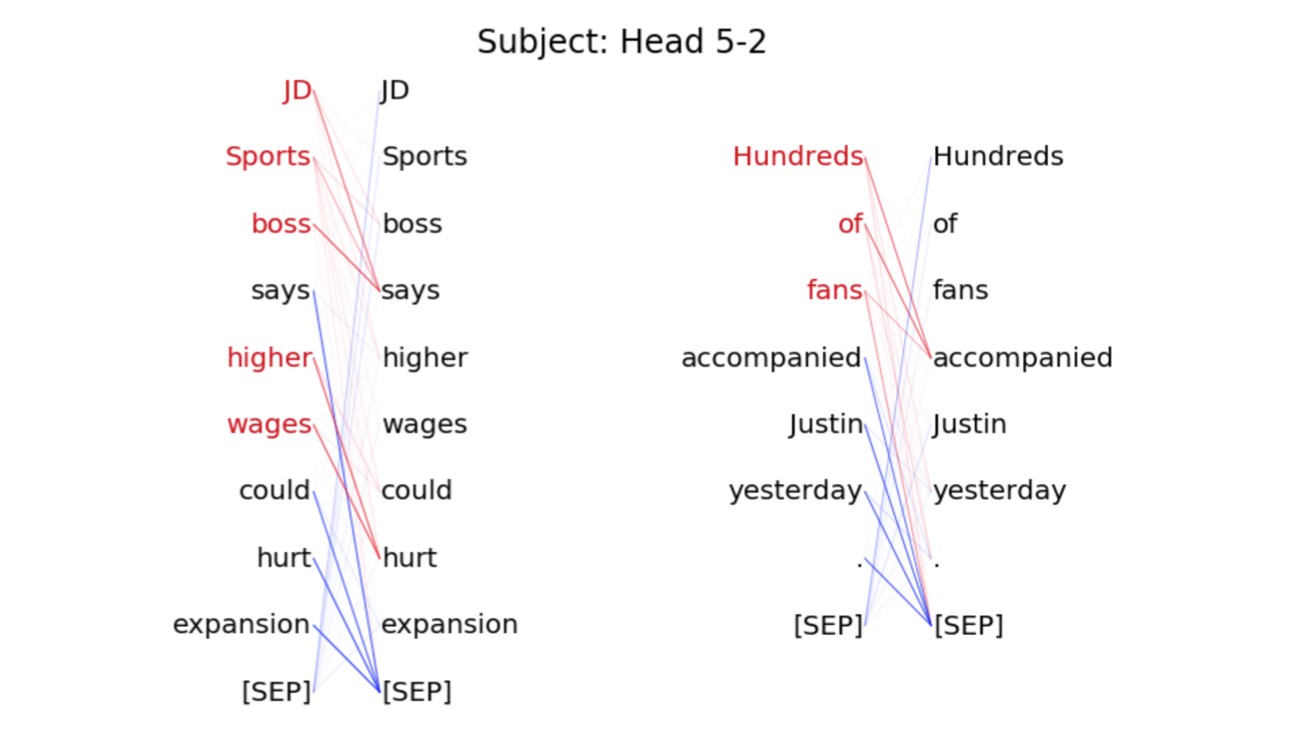 Subject: Head 5-2
JD JD
Sports Sports Hundreds Hundreds
boss boss of of
says says fans fans
higher higher accompanied accompanied
wages wages Justin Justin
could could yesterday yesterday
hurt hurt . .
expansion expansion [SEP] [SEP]
[SEP] [SEP]